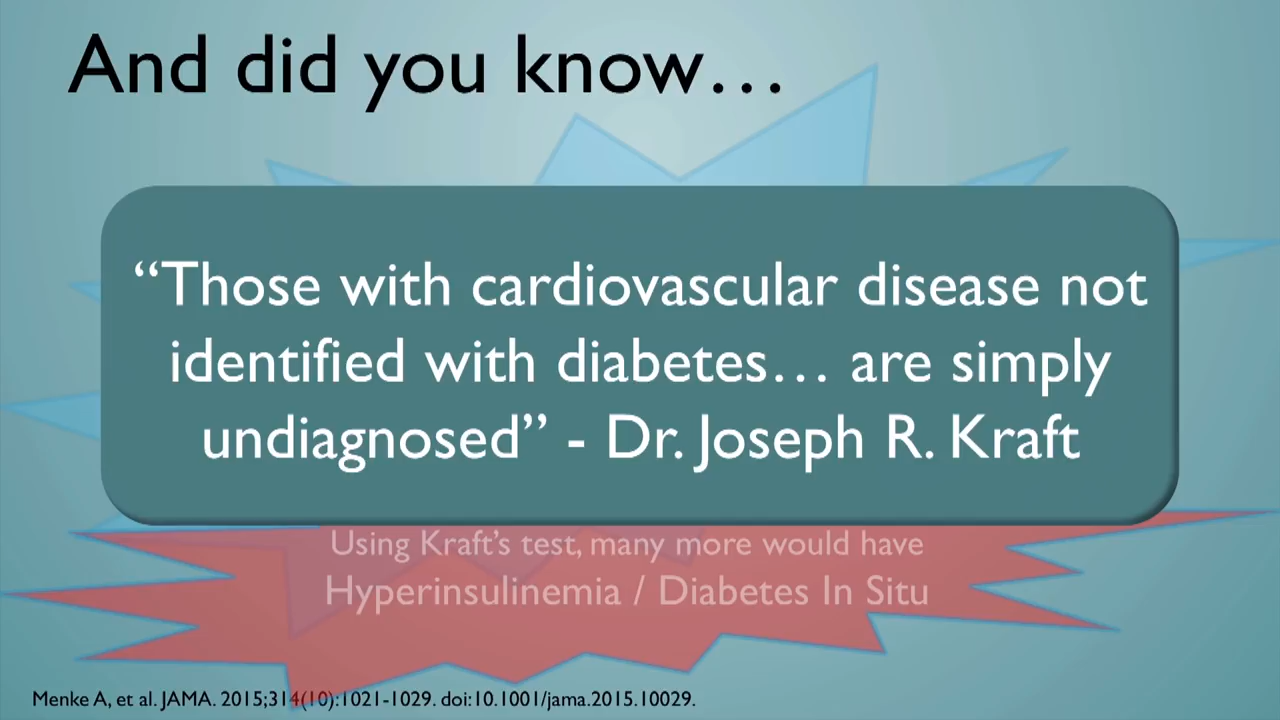 And did you know…
“Those with cardiovascular disease not
identified with diabetes… are simply
undiagnosed” - Dr. Joseph R. Kraft
Using Kraft’s test, many more would have
Hyperinsulinemia / Diabetes In Situ
Menke A, et al. JAMA. 2015;314(10):1021-1029. doi:10.1001/jama.2015.10029.